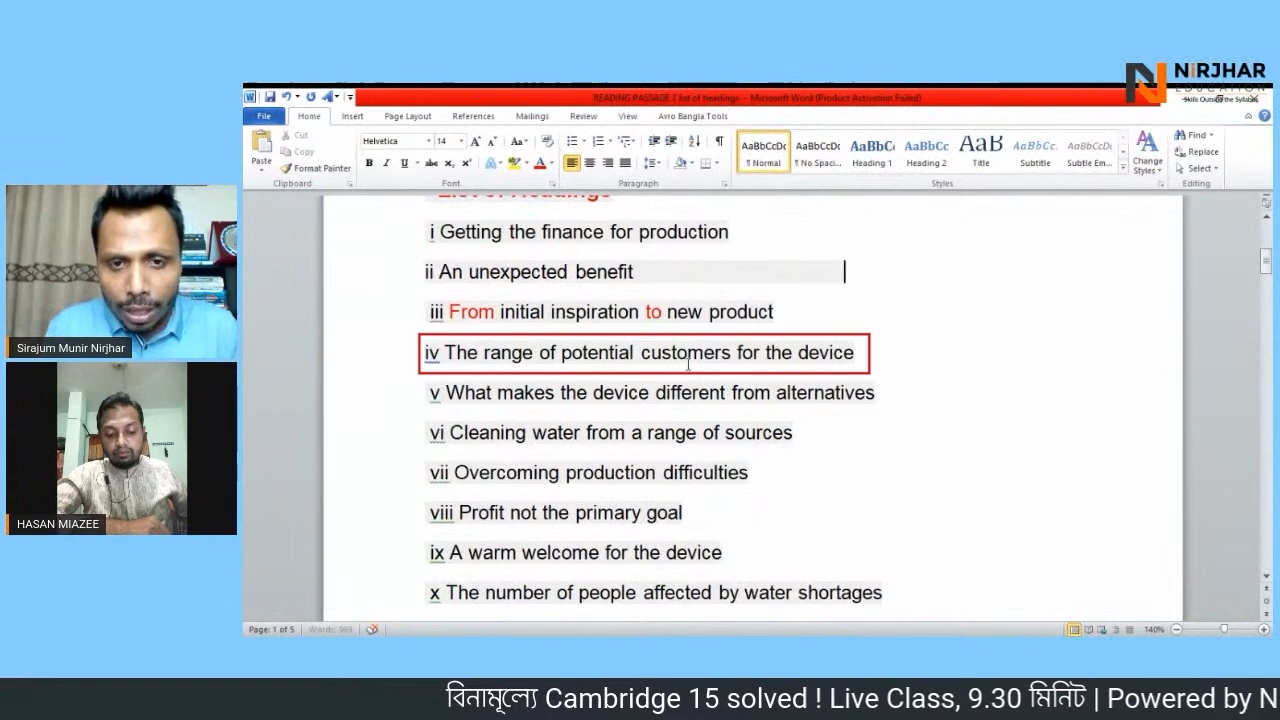 NiRJHAR
EDUCATION
Skills Outside the Syllabus
READING PASSAGE 2 list of headings - Microsoft Word (Product Activation Failed)
File Home Insert Page Layout References Mailings Review View Avro Bangla Tools
Paste
Cut
Copy
Format Painter
Clipboard
Helvetica 14
Font
Paragraph
AaBbCcDc AaBbCcDc AaBbC AaBbCc AaB AaBbCc. AaBbCcDc
¶ Normal ¶ No Spaci... Heading 1 Heading 2 Title Subtitle Subtle Em...
Styles
Change
Styles
Find
Replace
Select
Editing
List of Headings
i Getting the finance for production
ii An unexpected benefit
iii From initial inspiration to new product
iv The range of potential customers for the device
v What makes the device different from alternatives
vi Cleaning water from a range of sources
vii Overcoming production difficulties
viii Profit not the primary goal
ix A warm welcome for the device
x The number of people affected by water shortages
Sirajum Munir Nirjhar
HASAN MIAZEE
Page: 1 of 5 Words: 969 140%
বিনামূল্যে Cambridge 15 solved ! Live Class, 9.30 মিনিট | Powered by N